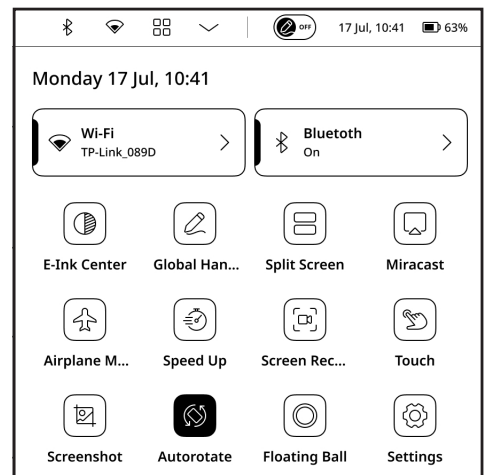 OFF 17 Jul, 10:41 63%
Monday 17 Jul, 10:41
Wi-Fi
TP-Link_089D
Bluetoth
On
E-Ink Center Global Han... Split Screen Miracast
Airplane M... Speed Up Screen Rec... Touch
Screenshot Autorotate Floating Ball Settings